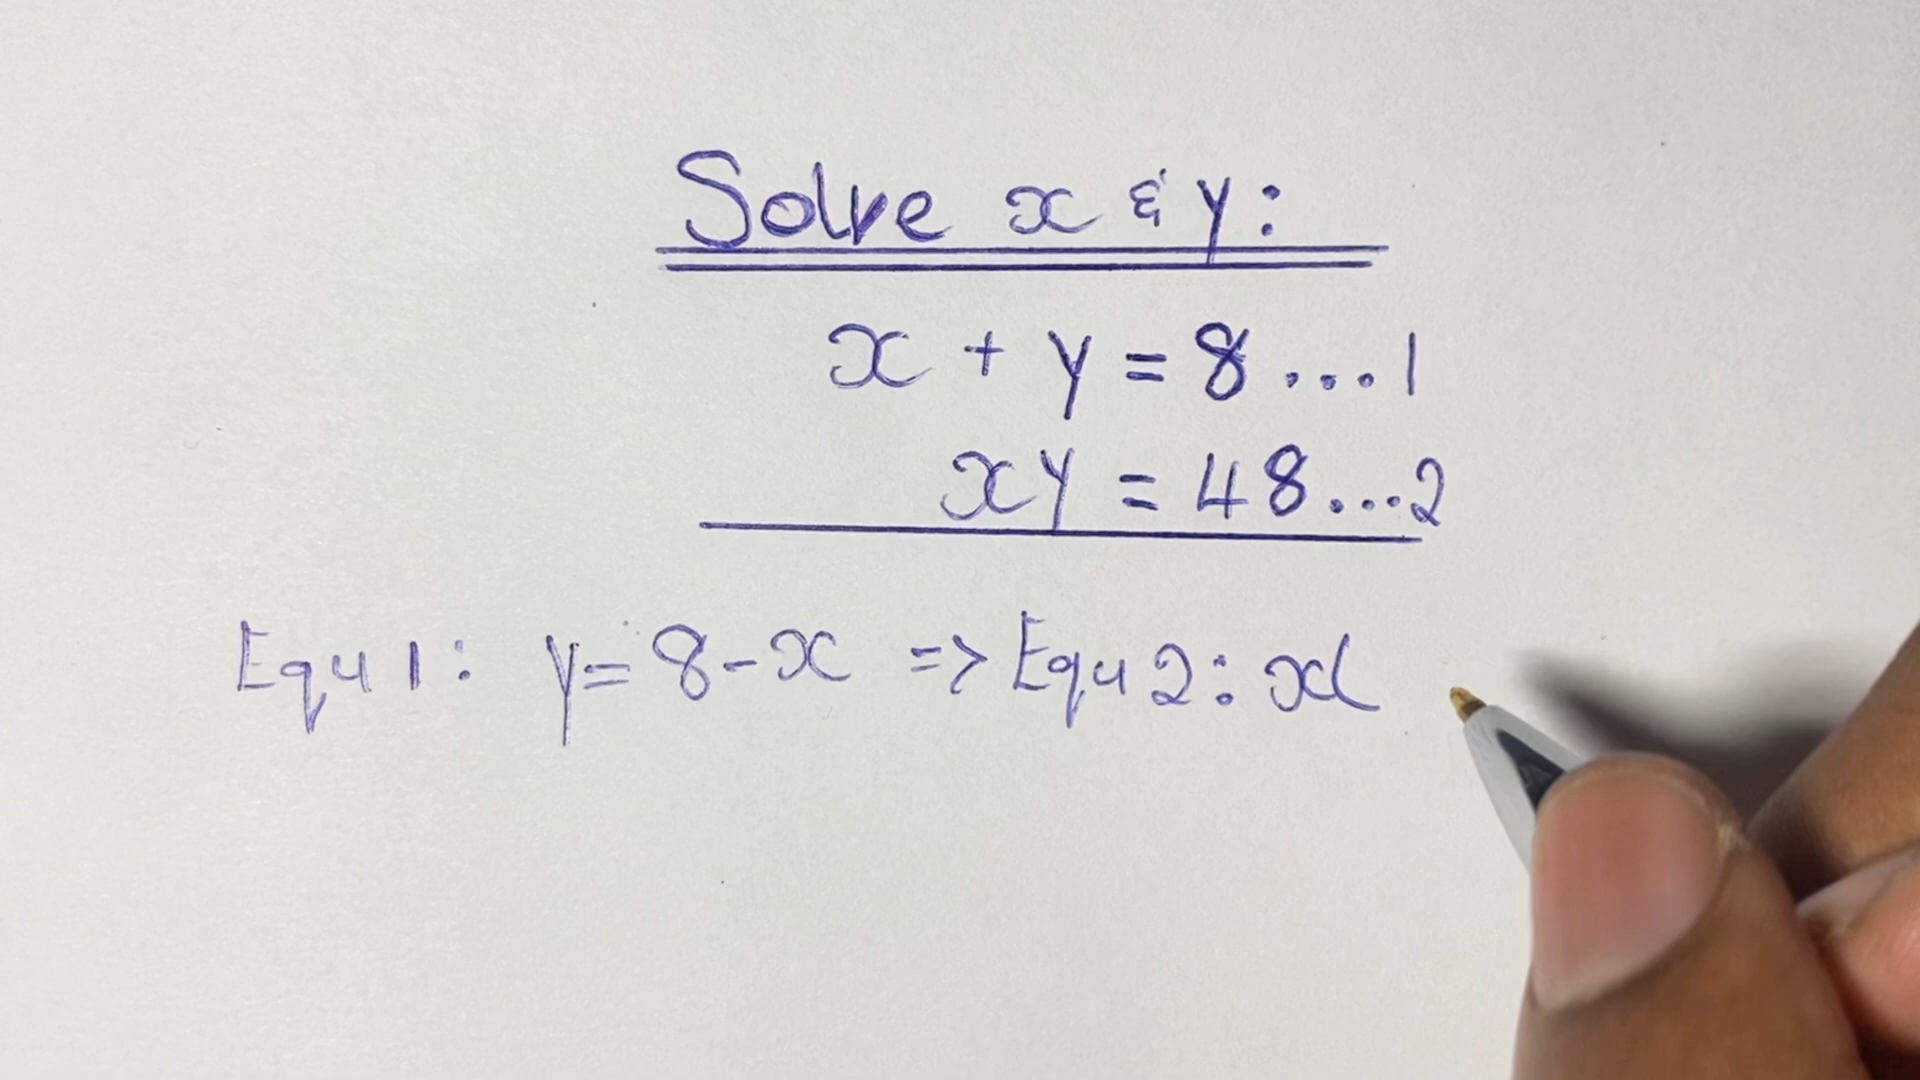 Solve x & y:
x + y = 8 ... 1
xy = 48 ... 2
Equ 1: y = 8 - x => Equ 2: x(